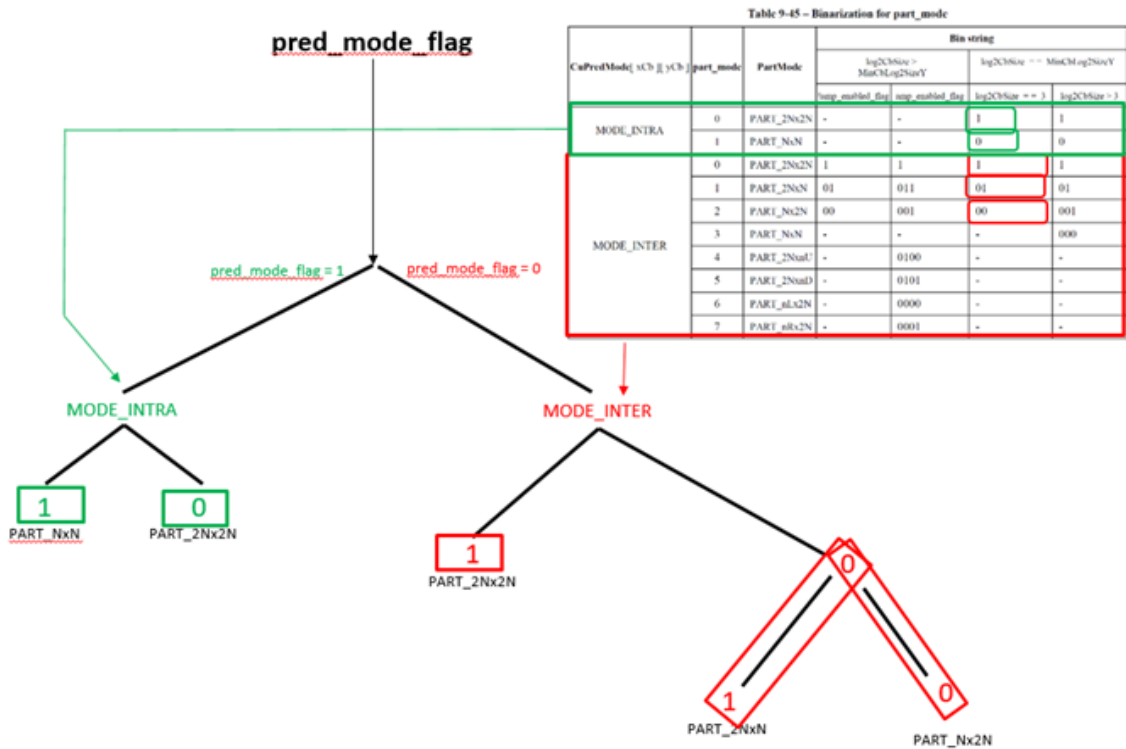 Table 9-45 – Binarization for part_mode
pred_mode_flag
Bin string
CuPredMode[ xCb ][ yCb ] part_mode PartMode
log2CbSize > MinCbLog2SizeY
log2CbSize == MinCbLog2SizeY
!amp_enabled_flag amp_enabled_flag log2CbSize == 3 log2CbSize > 3
MODE_INTRA
0 PART_2Nx2N - - 1 1
1 PART_NxN - - 0 0
MODE_INTER
0 PART_2Nx2N 1 1 1 1
1 PART_2NxN 01 011 01 01
2 PART_Nx2N 00 001 00 001
3 PART_NxN - - - 000
4 PART_2NxnU - 0100 - -
5 PART_2NxnD - 0101 - -
6 PART_nLx2N - 0000 - -
7 PART_nRx2N - 0001 - -
pred_mode_flag = 1
pred_mode_flag = 0
MODE_INTRA
MODE_INTER
1 0
PART_NxN PART_2Nx2N
1
PART_2Nx2N
0
1
0
PART_2NxN
PART_Nx2N